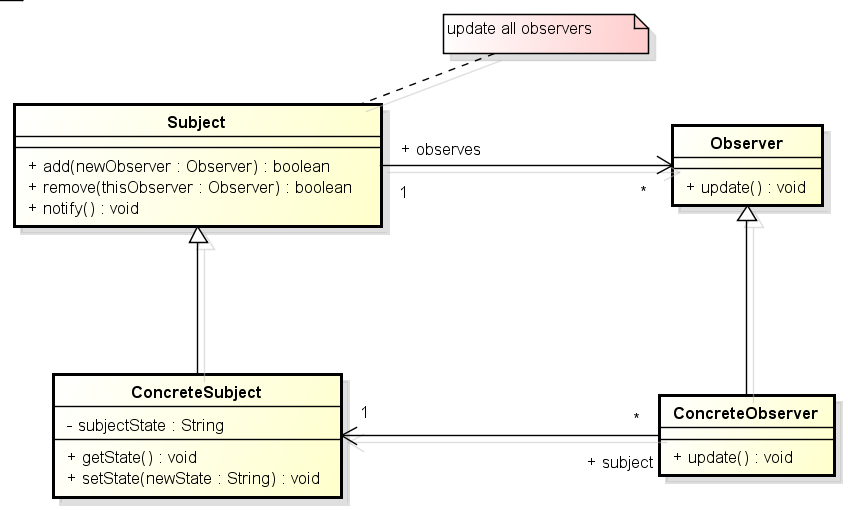 update all observers
Subject
+ add(newObserver : Observer) : boolean
+ remove(thisObserver : Observer) : boolean
+ notify() : void
+ observes
1
*
Observer
+ update() : void
ConcreteSubject
- subjectState : String
+ getState() : void
+ setState(newState : String) : void
1
*
+ subject
ConcreteObserver
+ update() : void